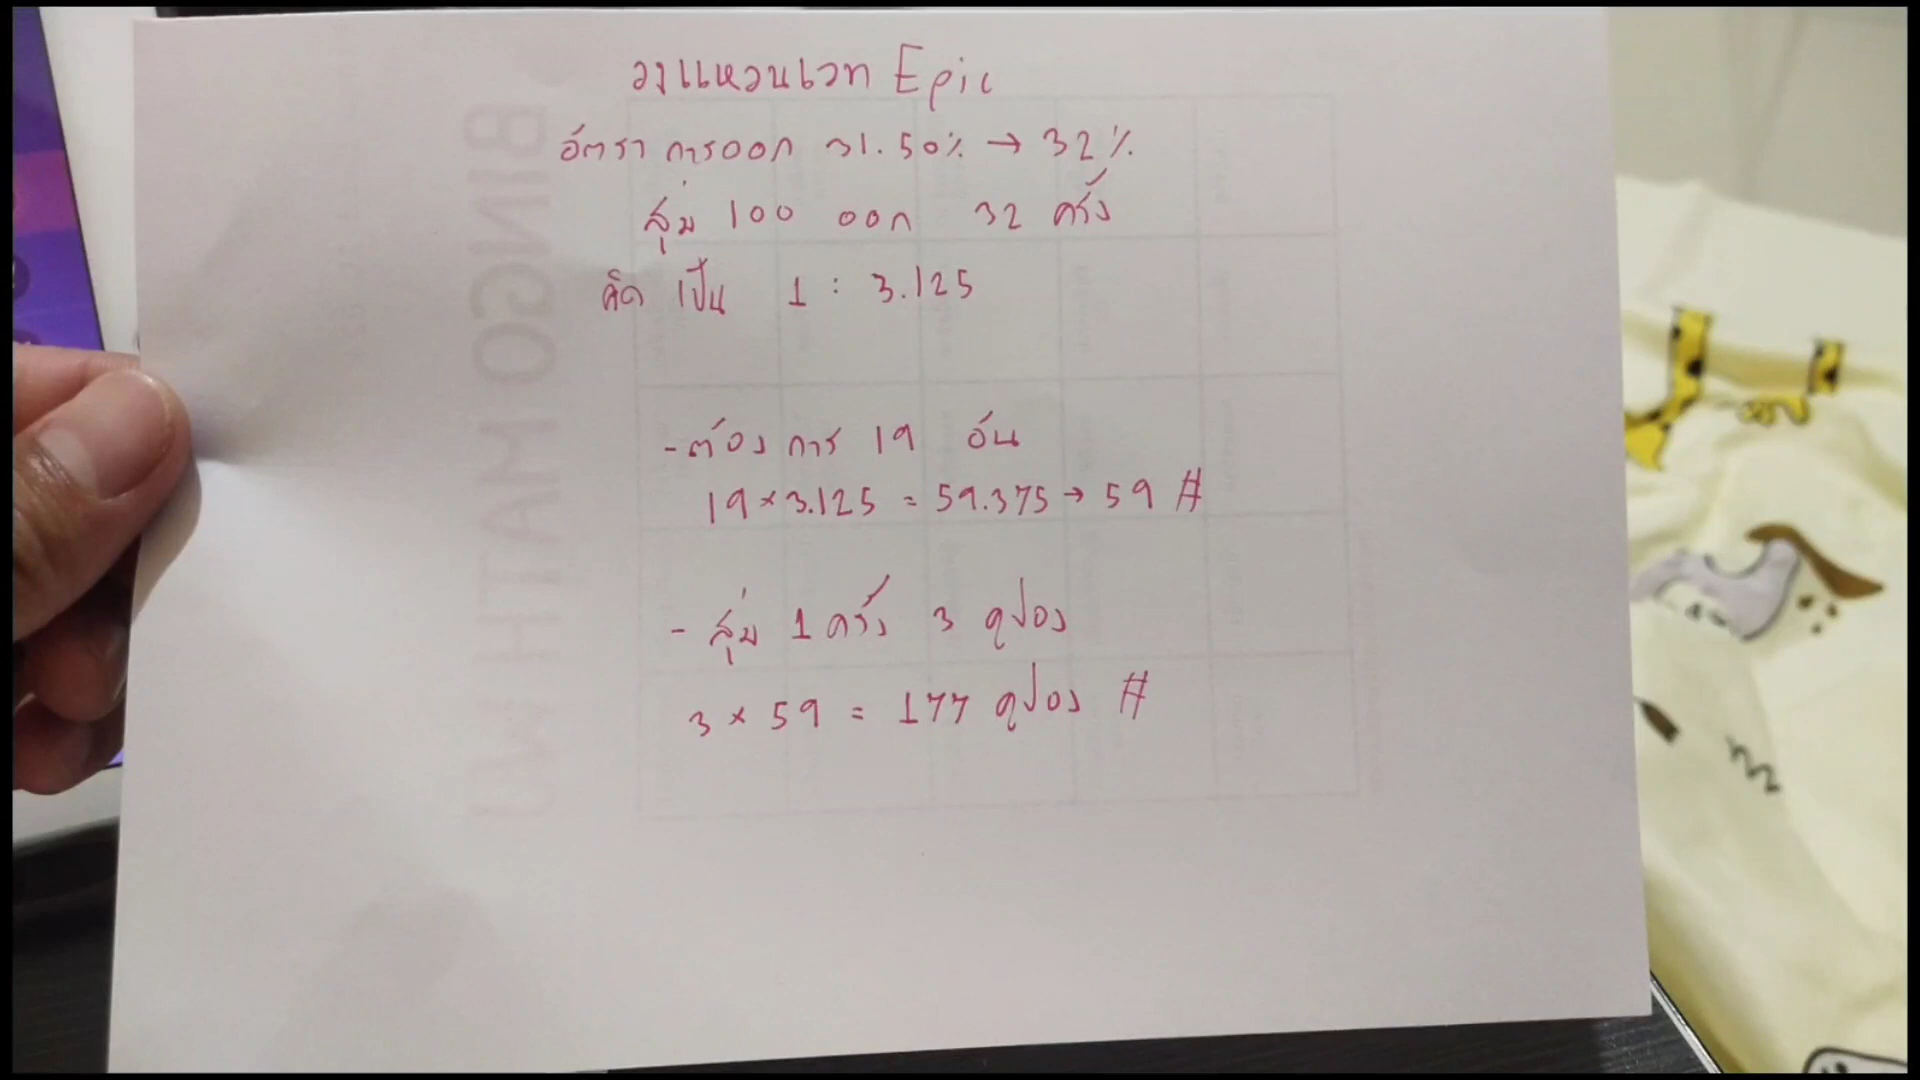 วงแหวนเวท Epic
อัตรา การออก 31.50% → 32%
สุ่ม 100 ออก 32 ครั้ง
คิด เป็น 1 : 3.125
- ต้องการ 19 อัน
19 × 3.125 = 59.375 → 59 #
- สุ่ม 1 ครั้ง 3 คูปอง
3 × 59 = 177 คูปอง #
BINGO MATH